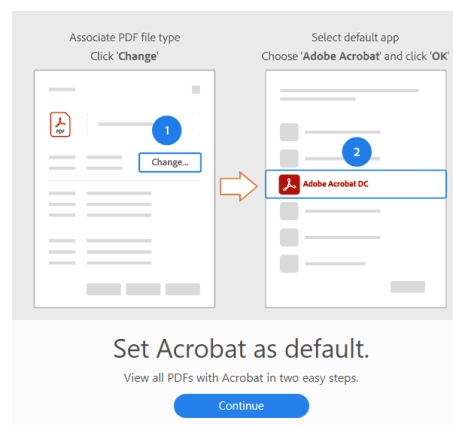 Associate PDF file type
Click 'Change'
Select default app
Choose 'Adobe Acrobat' and click 'OK'
PDF
1
Change...
2
Adobe Acrobat DC
Set Acrobat as default.
View all PDFs with Acrobat in two easy steps.
Continue